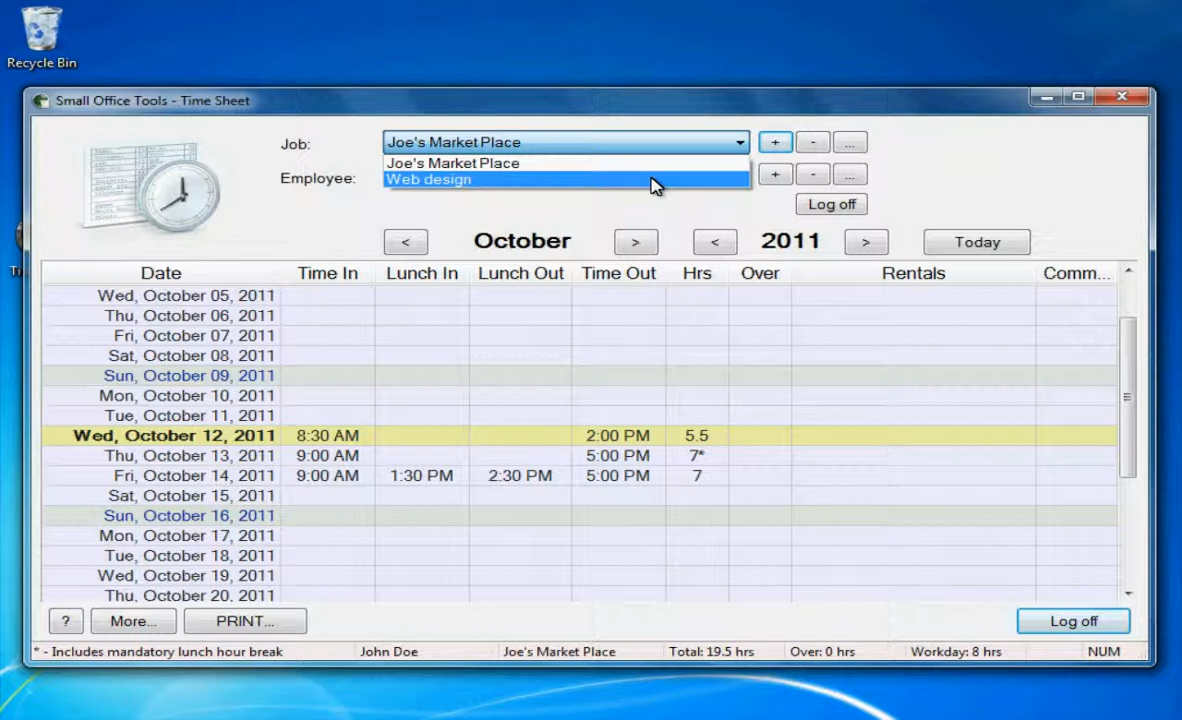 Recycle Bin
Small Office Tools - Time Sheet
Job: Joe's Market Place + - ...
Joe's Market Place
Web design
Employee: + - ...
Log off
< October > < 2011 > Today
Date Time In Lunch In Lunch Out Time Out Hrs Over Rentals Comm...
Wed, October 05, 2011
Thu, October 06, 2011
Fri, October 07, 2011
Sat, October 08, 2011
Sun, October 09, 2011
Mon, October 10, 2011
Tue, October 11, 2011
Wed, October 12, 2011 8:30 AM 2:00 PM 5.5
Thu, October 13, 2011 9:00 AM 5:00 PM 7*
Fri, October 14, 2011 9:00 AM 1:30 PM 2:30 PM 5:00 PM 7
Sat, October 15, 2011
Sun, October 16, 2011
Mon, October 17, 2011
Tue, October 18, 2011
Wed, October 19, 2011
Thu, October 20, 2011
? More... PRINT... Log off
* - Includes mandatory lunch hour break John Doe Joe's Market Place Total: 19.5 hrs Over: 0 hrs Workday: 8 hrs NUM